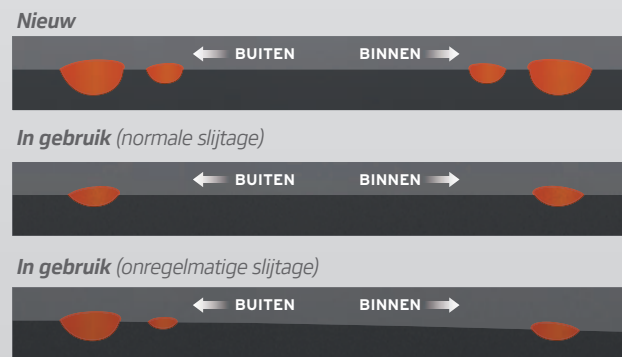 Nieuw
BUITEN BINNEN
In gebruik (normale slijtage)
BUITEN BINNEN
In gebruik (onregelmatige slijtage)
BUITEN BINNEN